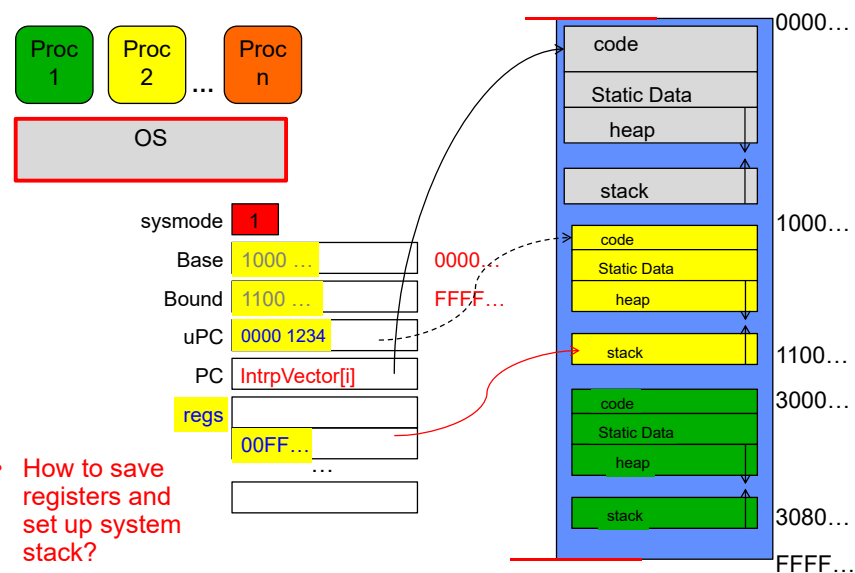 Proc
1
Proc
2
...
Proc
n
OS
sysmode 1
Base 1000 … 0000…
Bound 1100 … FFFF…
uPC 0000 1234
PC IntrpVector[i]
regs
00FF…
…
• How to save
registers and
set up system
stack?
code
Static Data
heap
stack
code
Static Data
heap
stack
code
Static Data
heap
stack
0000…
1000…
1100…
3000…
3080…
FFFF…